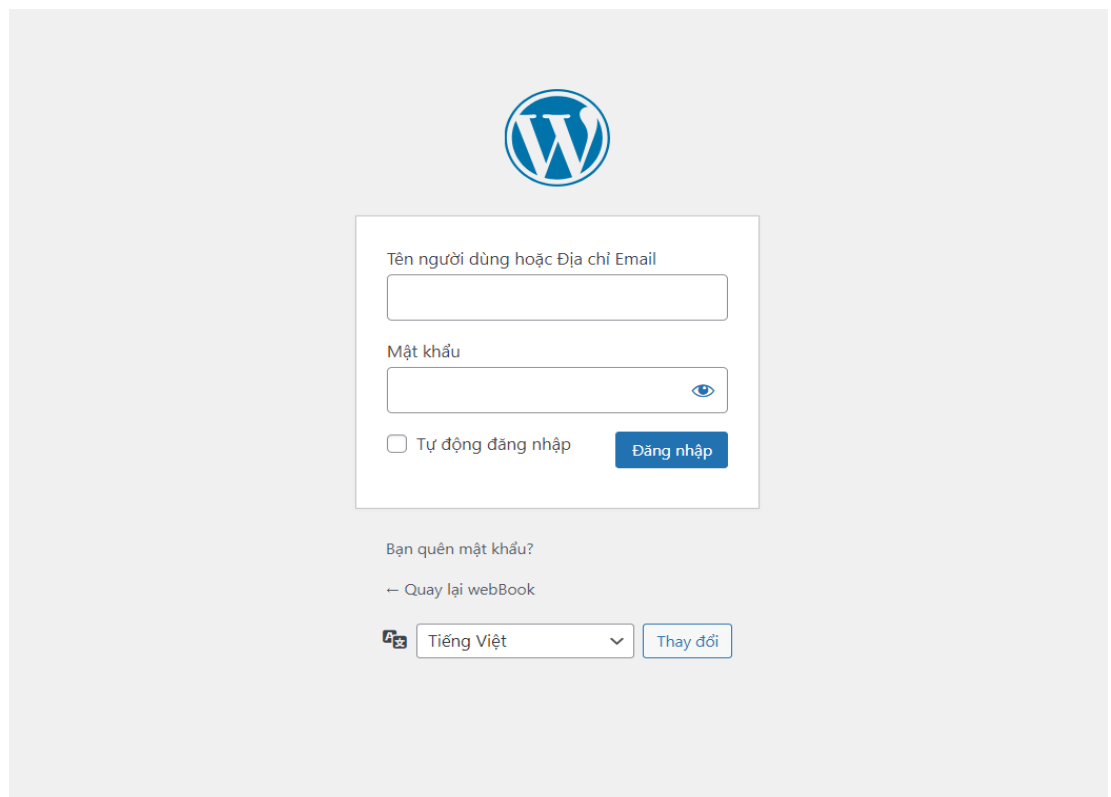 Tên người dùng hoặc Địa chỉ Email
Mật khẩu
Tự động đăng nhập
Đăng nhập
Bạn quên mật khẩu?
← Quay lại webBook
Tiếng Việt
Thay đổi